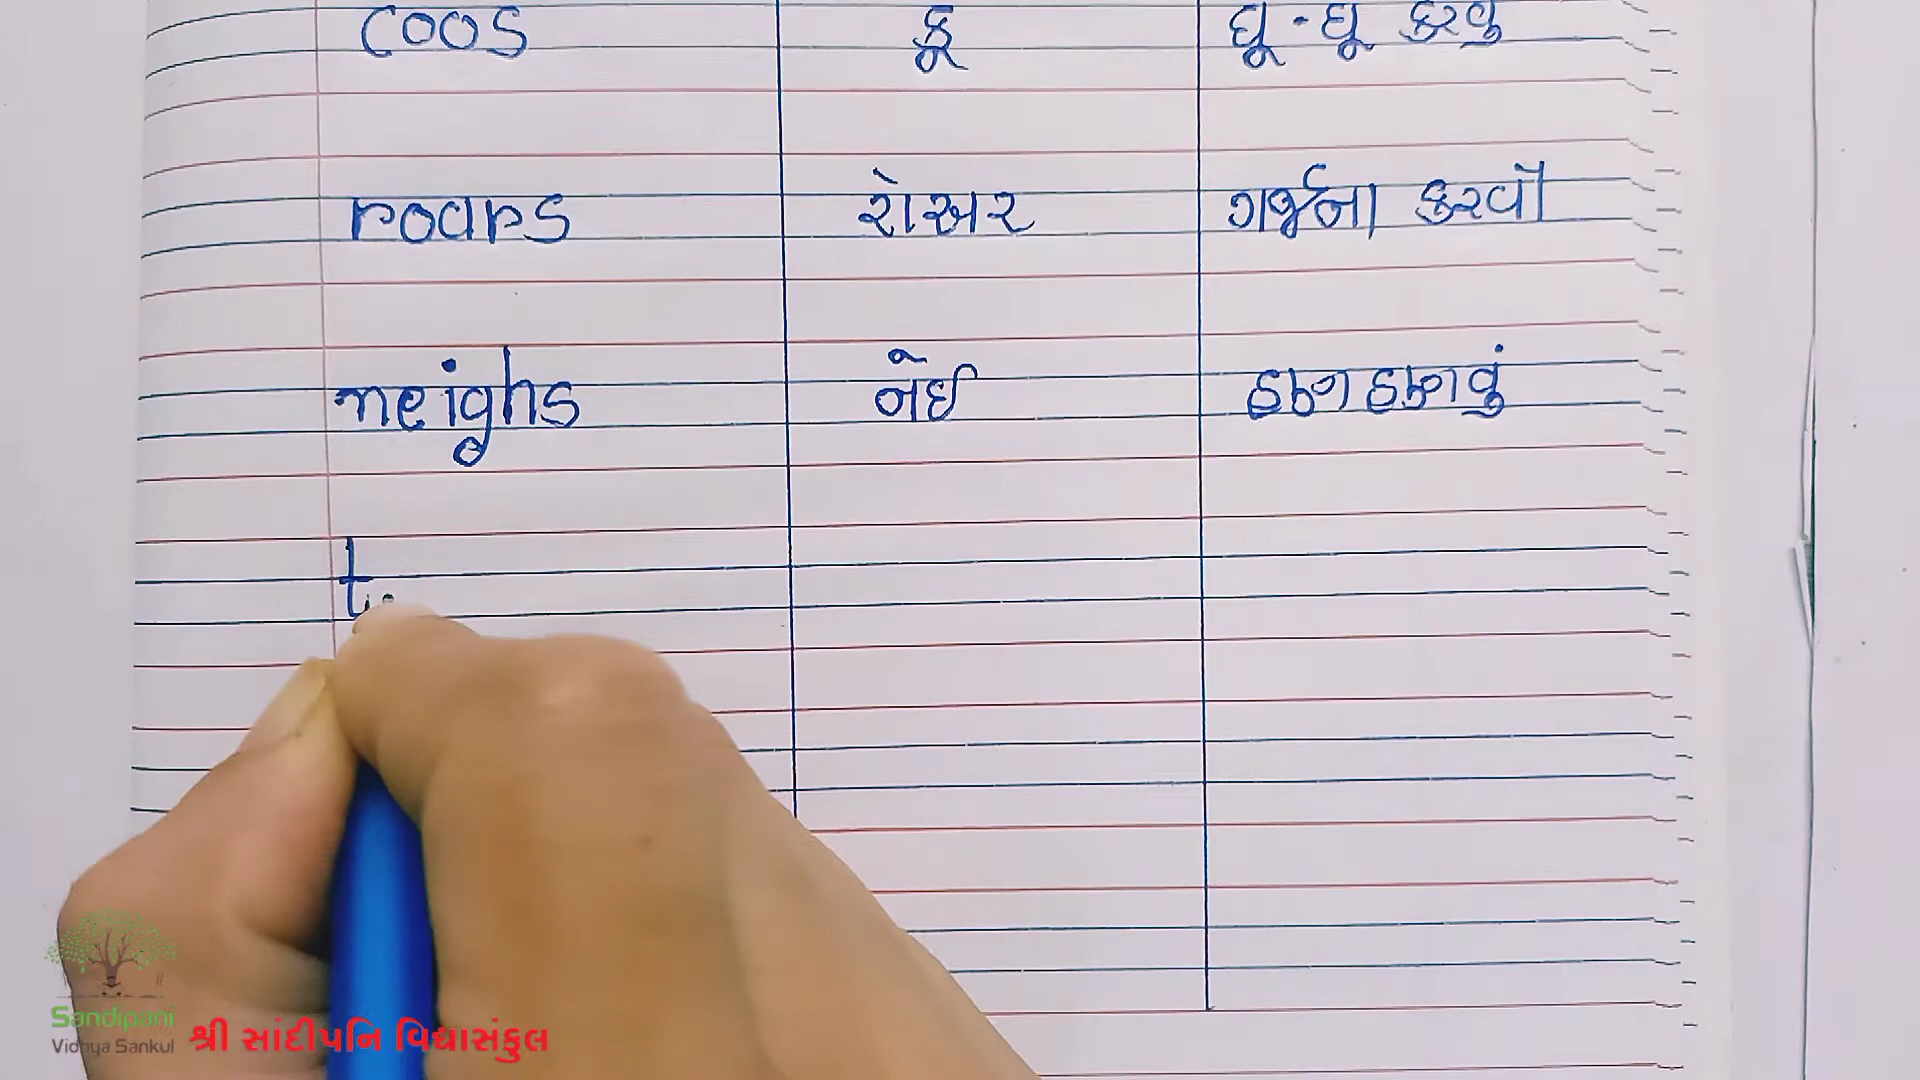 coos કૂ ઘૂ-ઘૂ કરવુ
roars રોઅર ગર્જના કરવી
neighs નેઈ હણહણવું
t
Sandipani
Vidhya Sankul
શ્રી સાંદીપનિ વિદ્યાસંકુલ